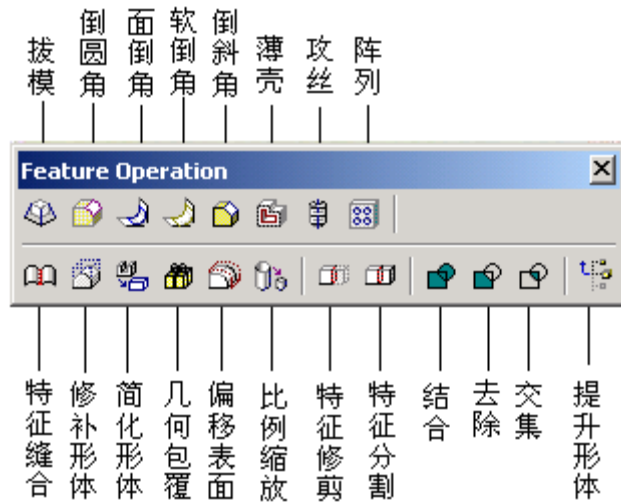 拔模
倒圆角
面倒角
软倒角
倒斜角
薄壳
攻丝
阵列
Feature Operation
特征缝合
修补形体
简化形体
几何包覆
偏移表面
比例缩放
特征修剪
特征分割
结合
去除
交集
提升形体